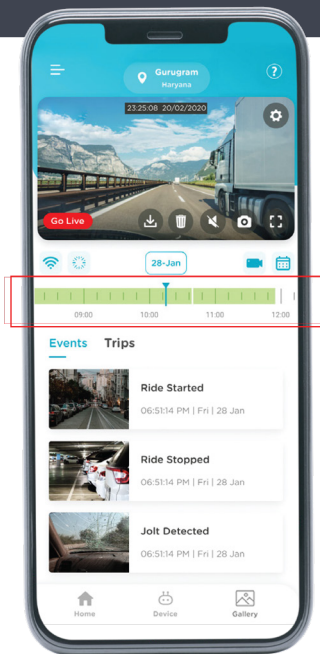 Gurugram
Haryana
?
23:25:08 20/02/2020
Go Live
28-Jan
09:00 10:00 11:00 12:00
Events Trips
Ride Started
06:51:14 PM | Fri | 28 Jan
Ride Stopped
06:51:14 PM | Fri | 28 Jan
Jolt Detected
06:51:14 PM | Fri | 28 Jan
Home Device Gallery